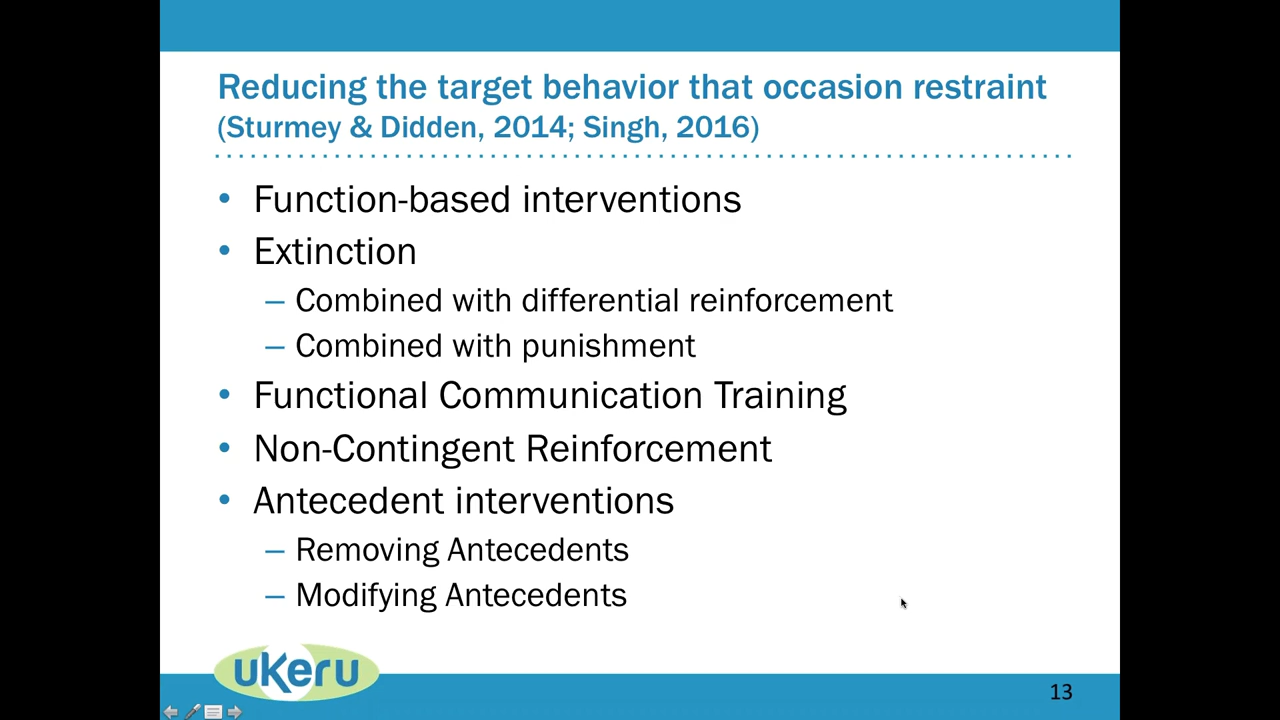 Reducing the target behavior that occasion restraint
(Sturmey & Didden, 2014; Singh, 2016)
• Function-based interventions
• Extinction
– Combined with differential reinforcement
– Combined with punishment
• Functional Communication Training
• Non-Contingent Reinforcement
• Antecedent interventions
– Removing Antecedents
– Modifying Antecedents
ukeru
13